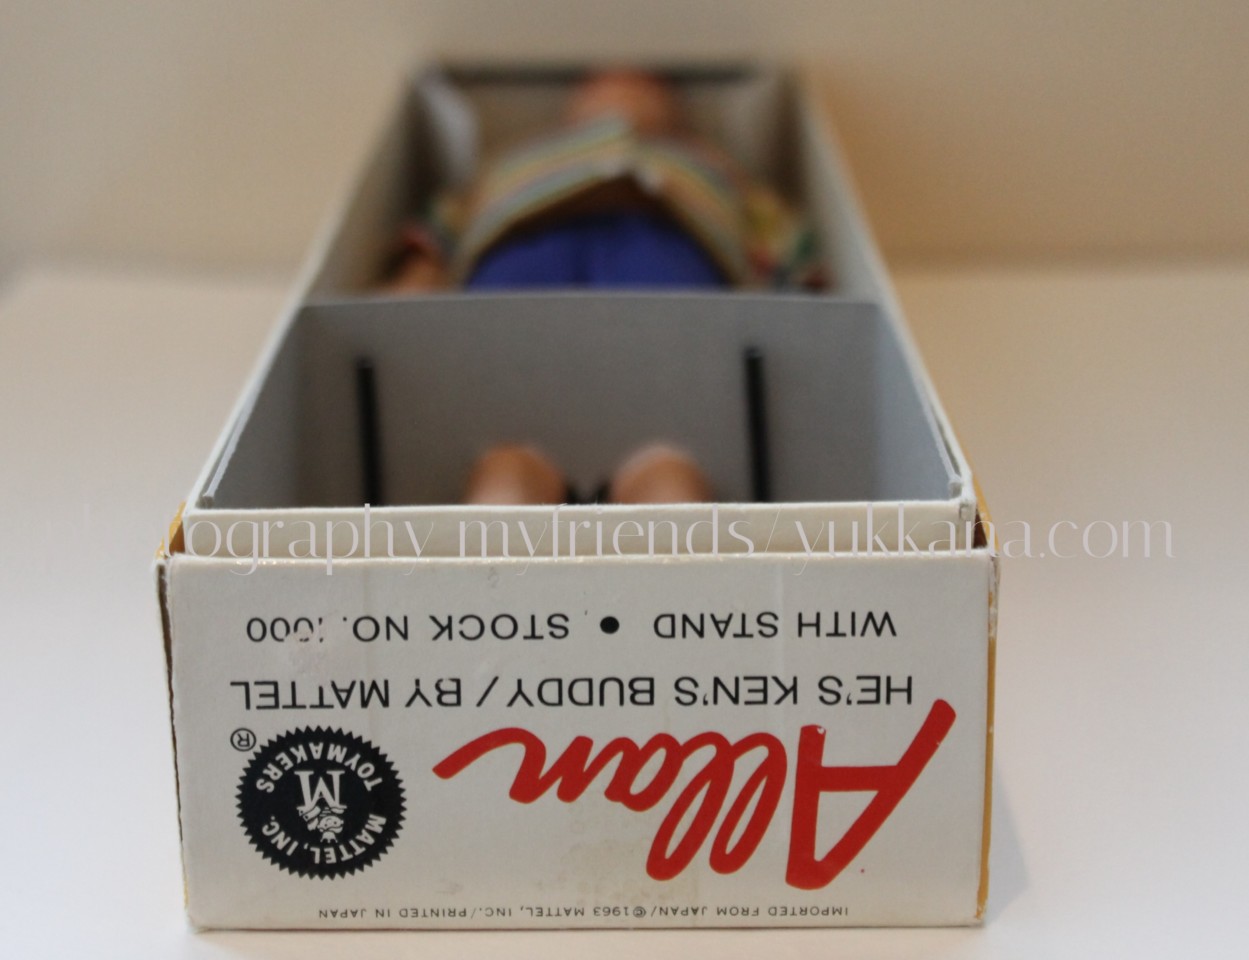 ography myfriends/yukkana.com
IMPORTED FROM JAPAN/©1963 MATTEL, INC./PRINTED IN JAPAN
Allan
MATTEL, INC.
TOYMAKERS
M
®
HE'S KEN'S BUDDY/BY MATTEL
WITH STAND • STOCK NO. 1000